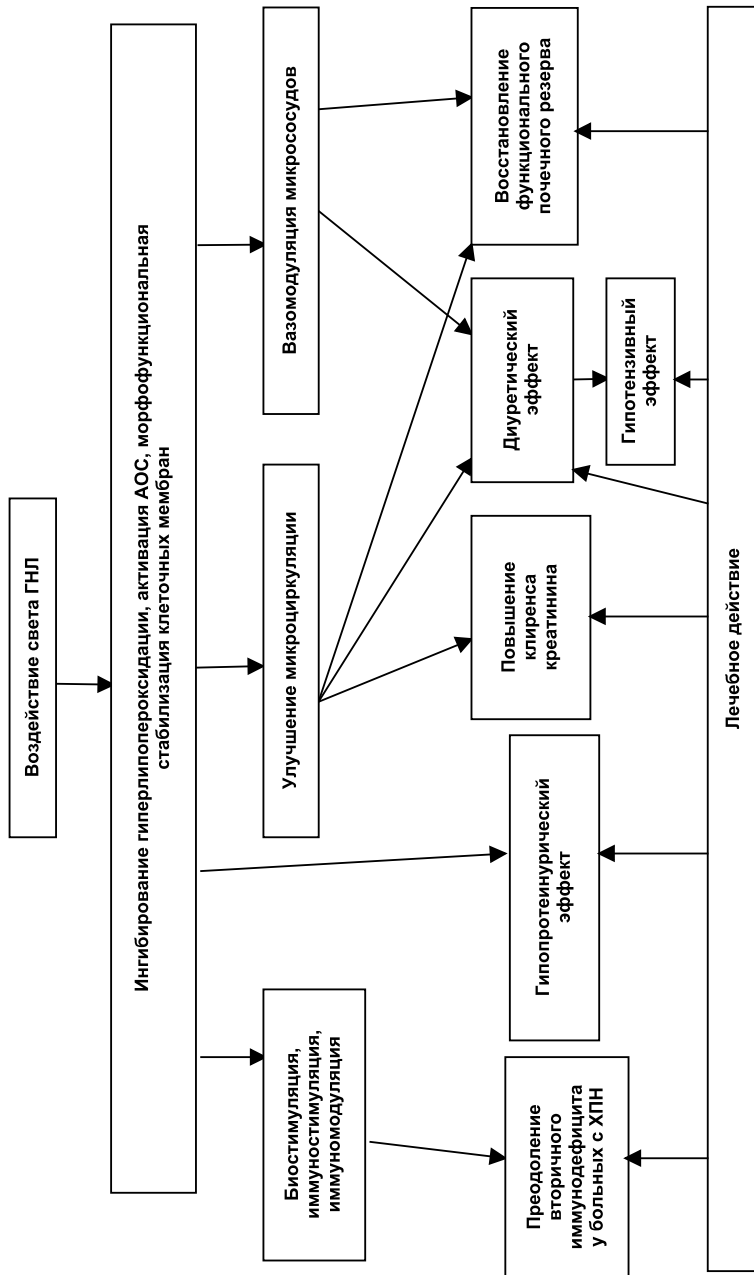 Воздействие света ГНЛ
Ингибирование гиперлипопероксидации, активация АОС, морфофункциональная
стабилизация клеточных мембран
Биостимуляция,
иммуностимуляция,
иммуномодуляция
Улучшение микроциркуляции
Вазомодуляция микрососудов
Преодоление
вторичного
иммунодефицита
у больных с ХПН
Гипопротеинурический
эффект
Повышение
клиренса
креатинина
Диуретический
эффект
Восстановление
функционального
почечного резерва
Гипотензивный
эффект
Лечебное действие